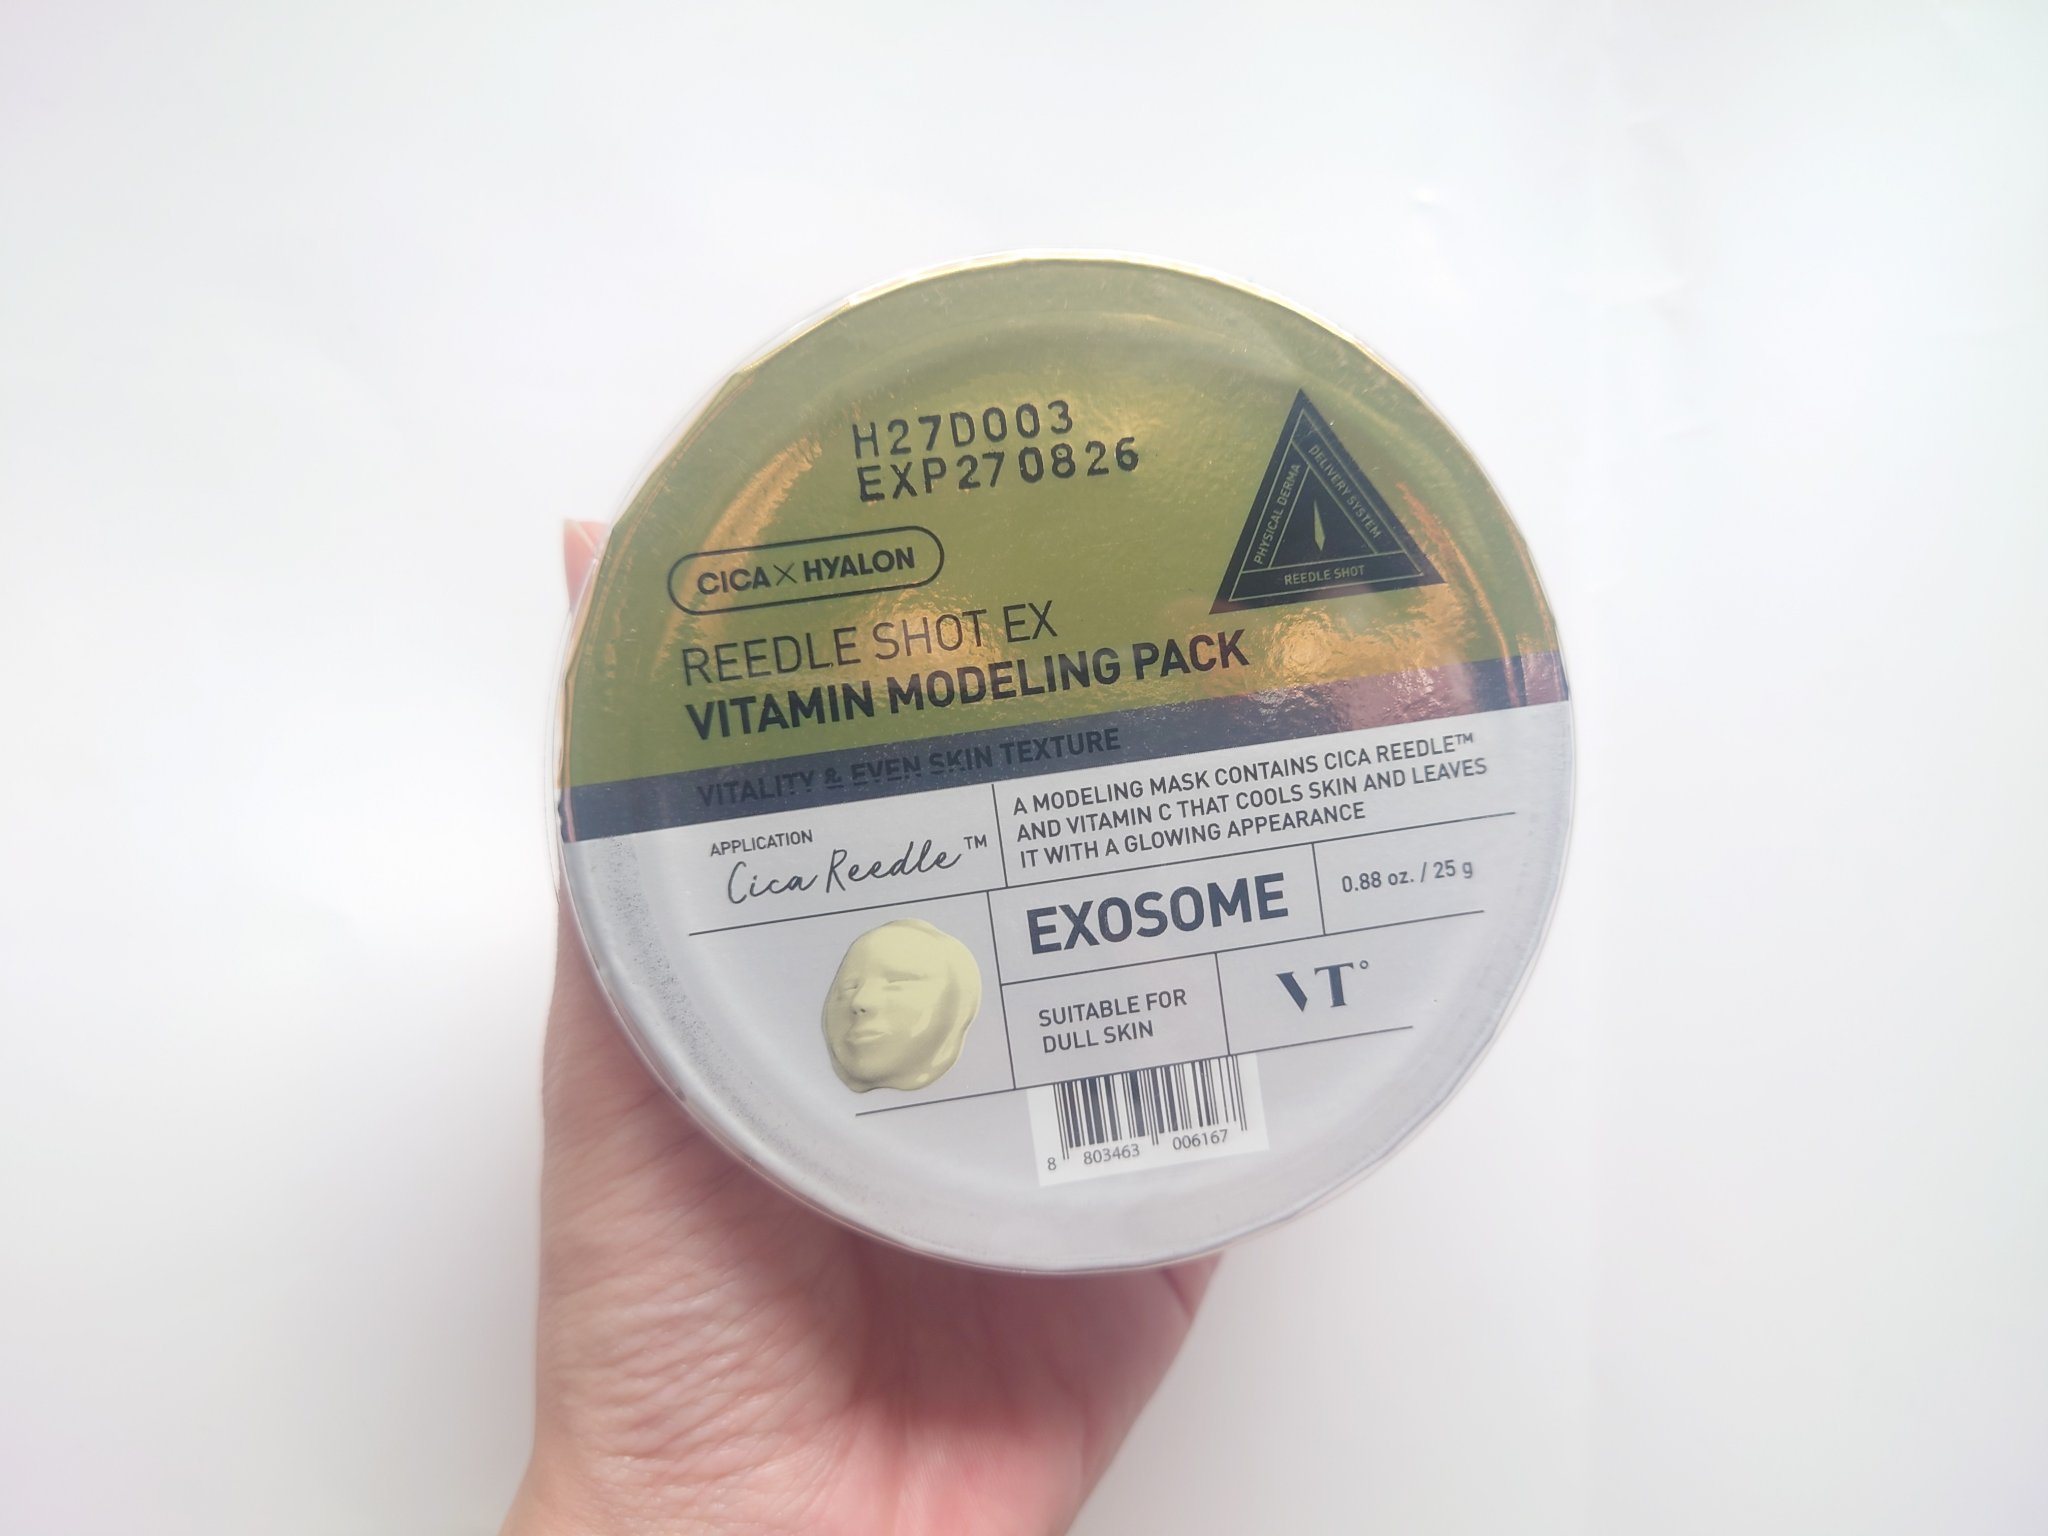 H27D003
EXP270826
PHYSICAL DERMA
DELIVERY SYSTEM
REEDLE SHOT
CICA×HYALON
REEDLE SHOT EX
VITAMIN MODELING PACK
VITALITY & EVEN SKIN TEXTURE
APPLICATION
Cica Reedle™
A MODELING MASK CONTAINS CICA REEDLE™
AND VITAMIN C THAT COOLS SKIN AND LEAVES
IT WITH A GLOWING APPEARANCE
EXOSOME
0.88 oz. / 25 g
SUITABLE FOR
DULL SKIN
VT°
8 803463 006167